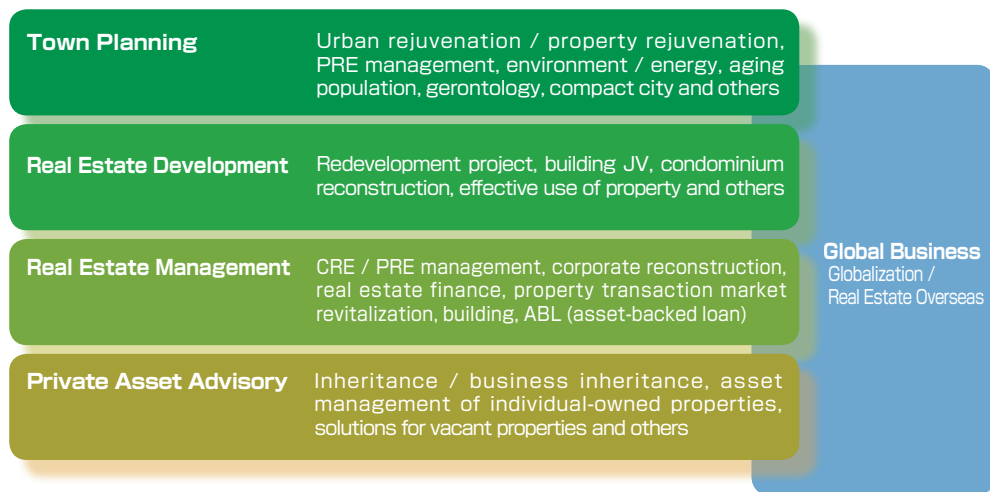 Town Planning
Urban rejuvenation / property rejuvenation,
PRE management, environment / energy, aging
population, gerontology, compact city and others
Real Estate Development
Redevelopment project, building JV, condominium
reconstruction, effective use of property and others
Real Estate Management
CRE / PRE management, corporate reconstruction,
real estate finance, property transaction market
revitalization, building, ABL (asset-backed loan)
Private Asset Advisory
Inheritance / business inheritance, asset
management of individual-owned properties,
solutions for vacant properties and others
Global Business
Globalization /
Real Estate Overseas